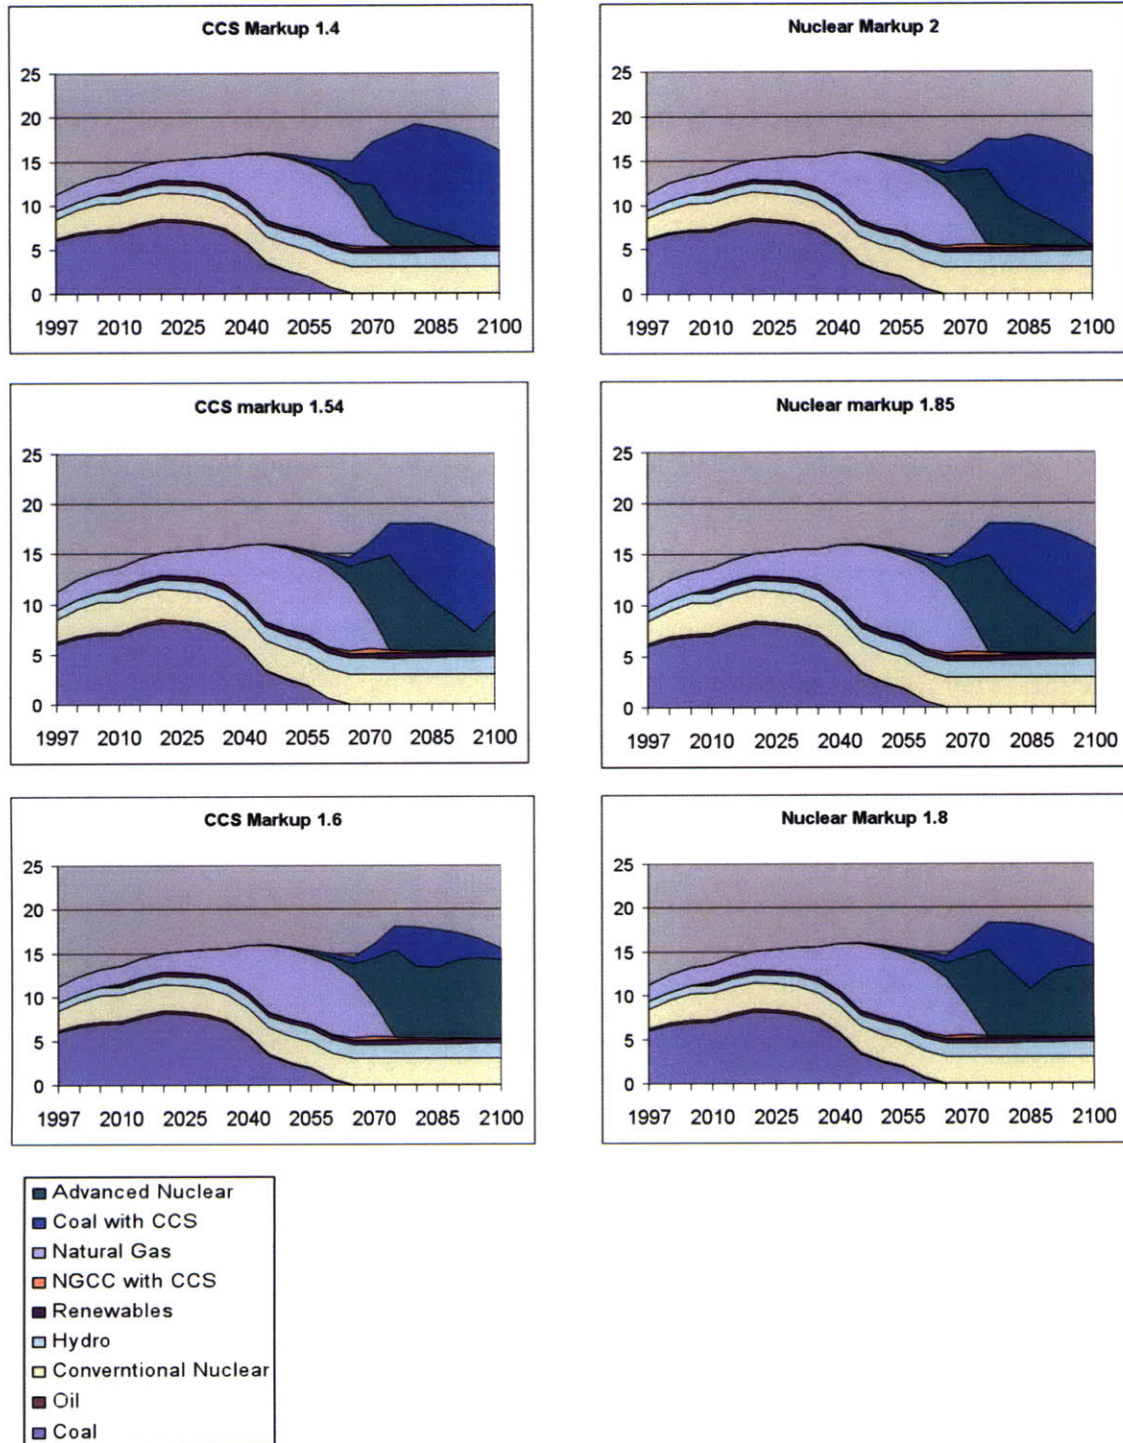 CCS Markup 1.4
25
20
15
10
5
0
1997 2010 2025 2040 2055 2070 2085 2100
Nuclear Markup 2
25
20
15
10
5
0
1997 2010 2025 2040 2055 2070 2085 2100
CCS markup 1.54
25
20
15
10
5
0
1997 2010 2025 2040 2055 2070 2085 2100
Nuclear markup 1.85
25
20
15
10
5
0
1997 2010 2025 2040 2055 2070 2085 2100
CCS Markup 1.6
25
20
15
10
5
0
1997 2010 2025 2040 2055 2070 2085 2100
Nuclear Markup 1.8
25
20
15
10
5
0
1997 2010 2025 2040 2055 2070 2085 2100
Advanced Nuclear
Coal with CCS
Natural Gas
NGCC with CCS
Renewables
Hydro
Converntional Nuclear
Oil
Coal